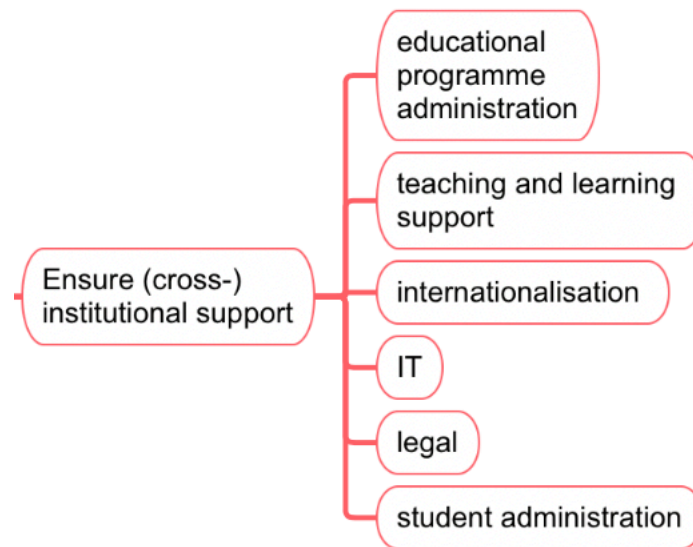 educational
programme
administration
teaching and learning
support
Ensure (cross-)
institutional support
internationalisation
IT
legal
student administration